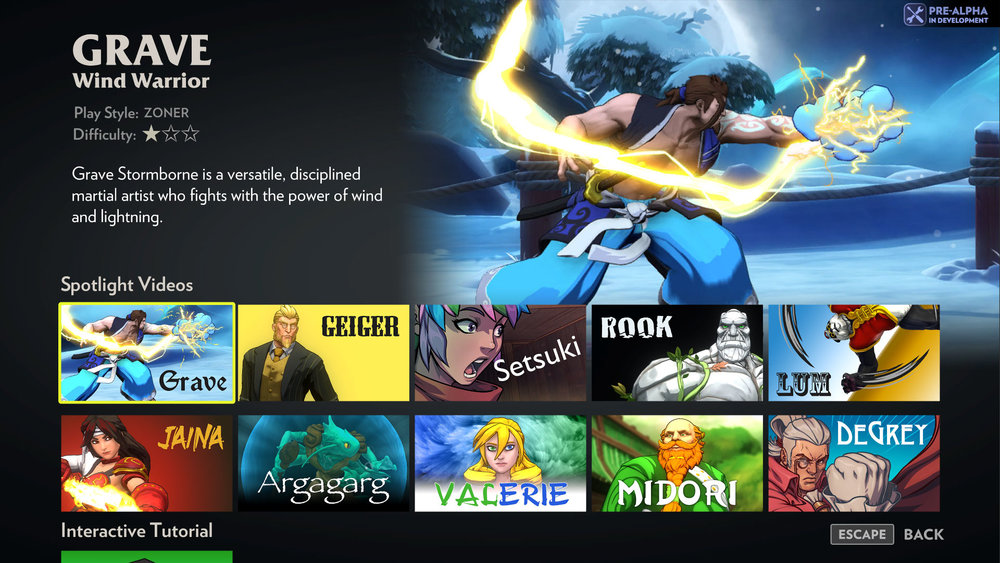 PRE-ALPHA
IN DEVELOPMENT
GRAVE
Wind Warrior
Play Style: ZONER
Difficulty:
Grave Stormborne is a versatile, disciplined
martial artist who fights with the power of wind
and lightning.
Spotlight Videos
Grave
GEIGER
Setsuki
ROOK
LUM
JAINA
Argagarg
VALERIE
MIDORI
DEGREY
Interactive Tutorial
ESCAPE BACK